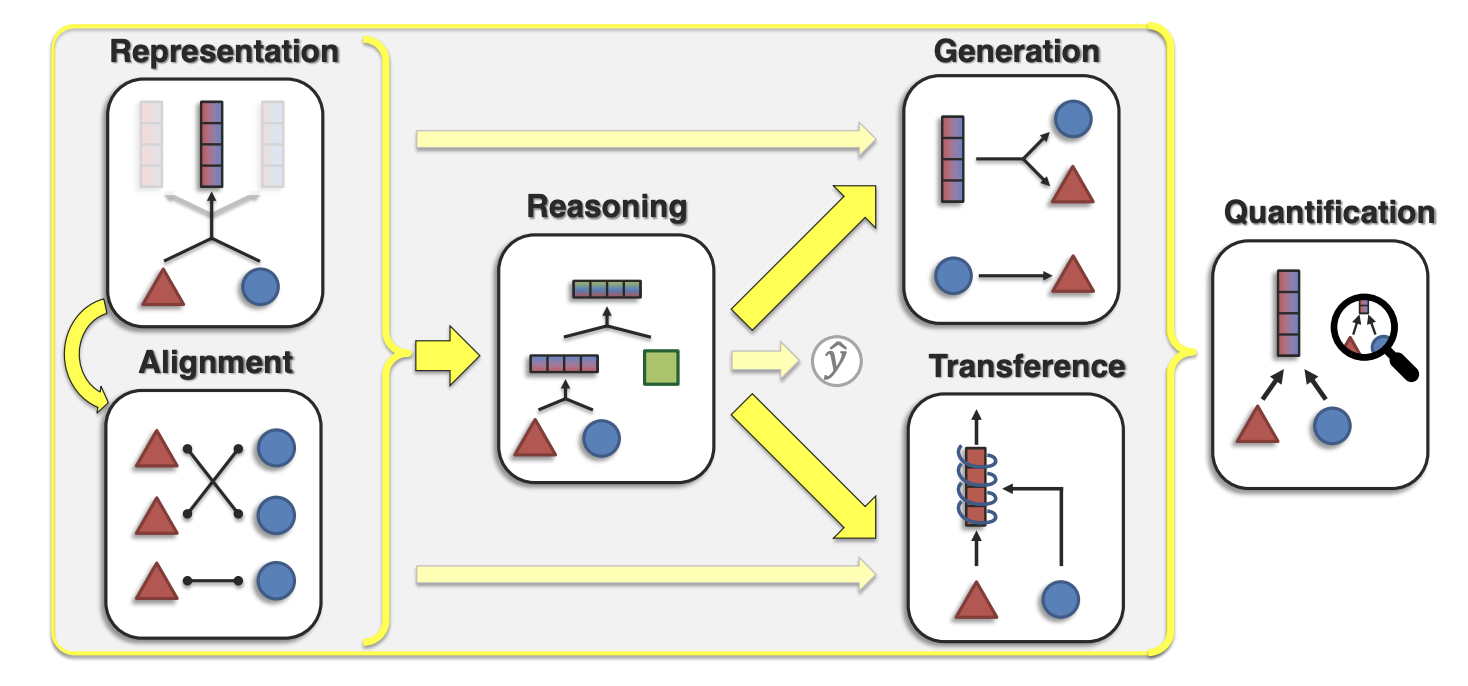 Representation
Generation
Reasoning
Quantification
Alignment
ŷ
Transference